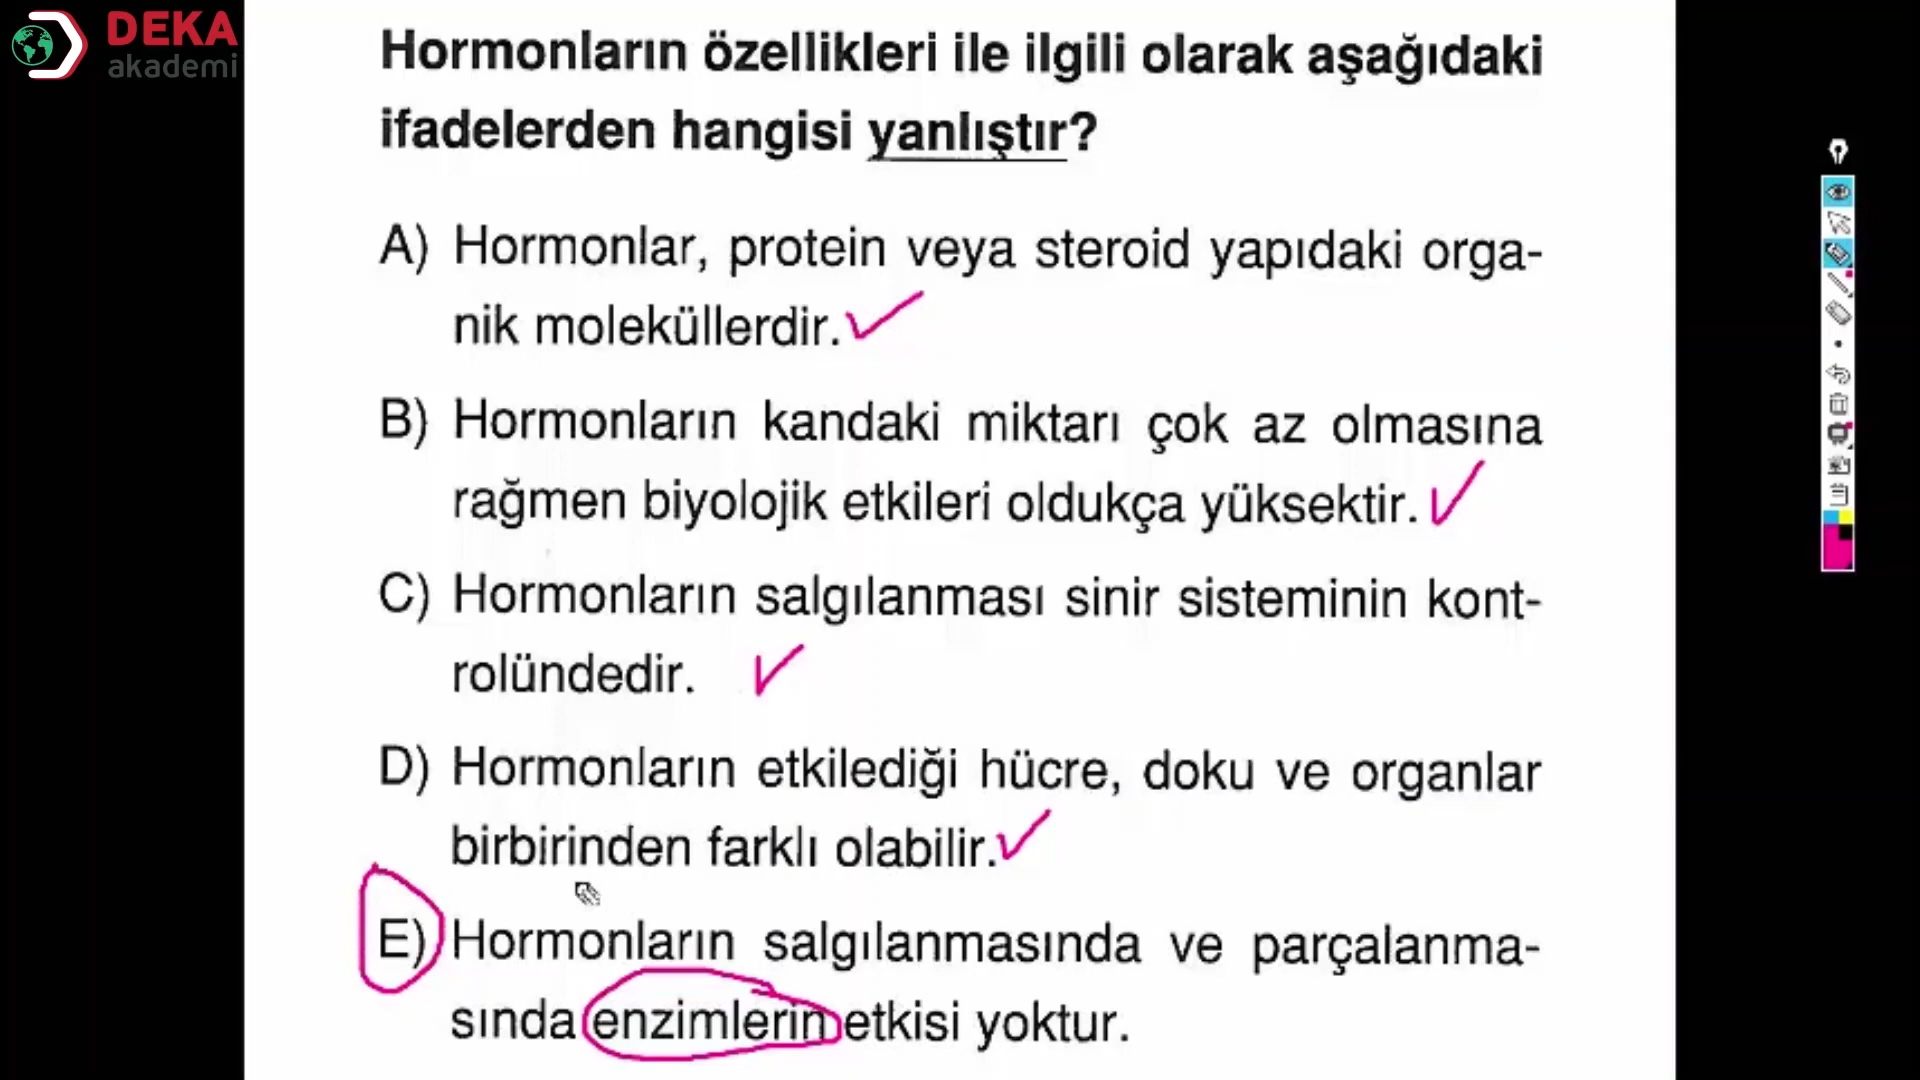 DEKA
akademi
Hormonların özellikleri ile ilgili olarak aşağıdaki
ifadelerden hangisi yanlıştır?
A) Hormonlar, protein veya steroid yapıdaki orga-
nik moleküllerdir.
B) Hormonların kandaki miktarı çok az olmasına
rağmen biyolojik etkileri oldukça yüksektir.
C) Hormonların salgılanması sinir sisteminin kont-
rolündedir.
D) Hormonların etkilediği hücre, doku ve organlar
birbirinden farklı olabilir.
E) Hormonların salgılanmasında ve parçalanma-
sında enzimlerin etkisi yoktur.